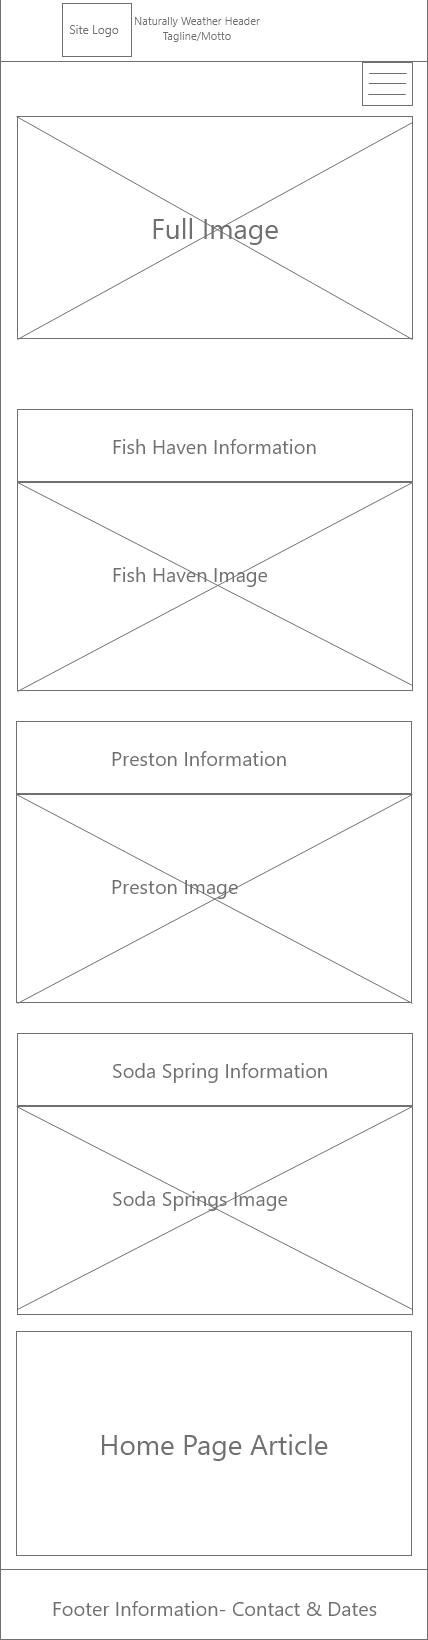 Site Logo
Naturally Weather Header
Tagline/Motto
Full Image
Fish Haven Information
Fish Haven Image
Preston Information
Preston Image
Soda Spring Information
Soda Springs Image
Home Page Article
Footer Information- Contact & Dates